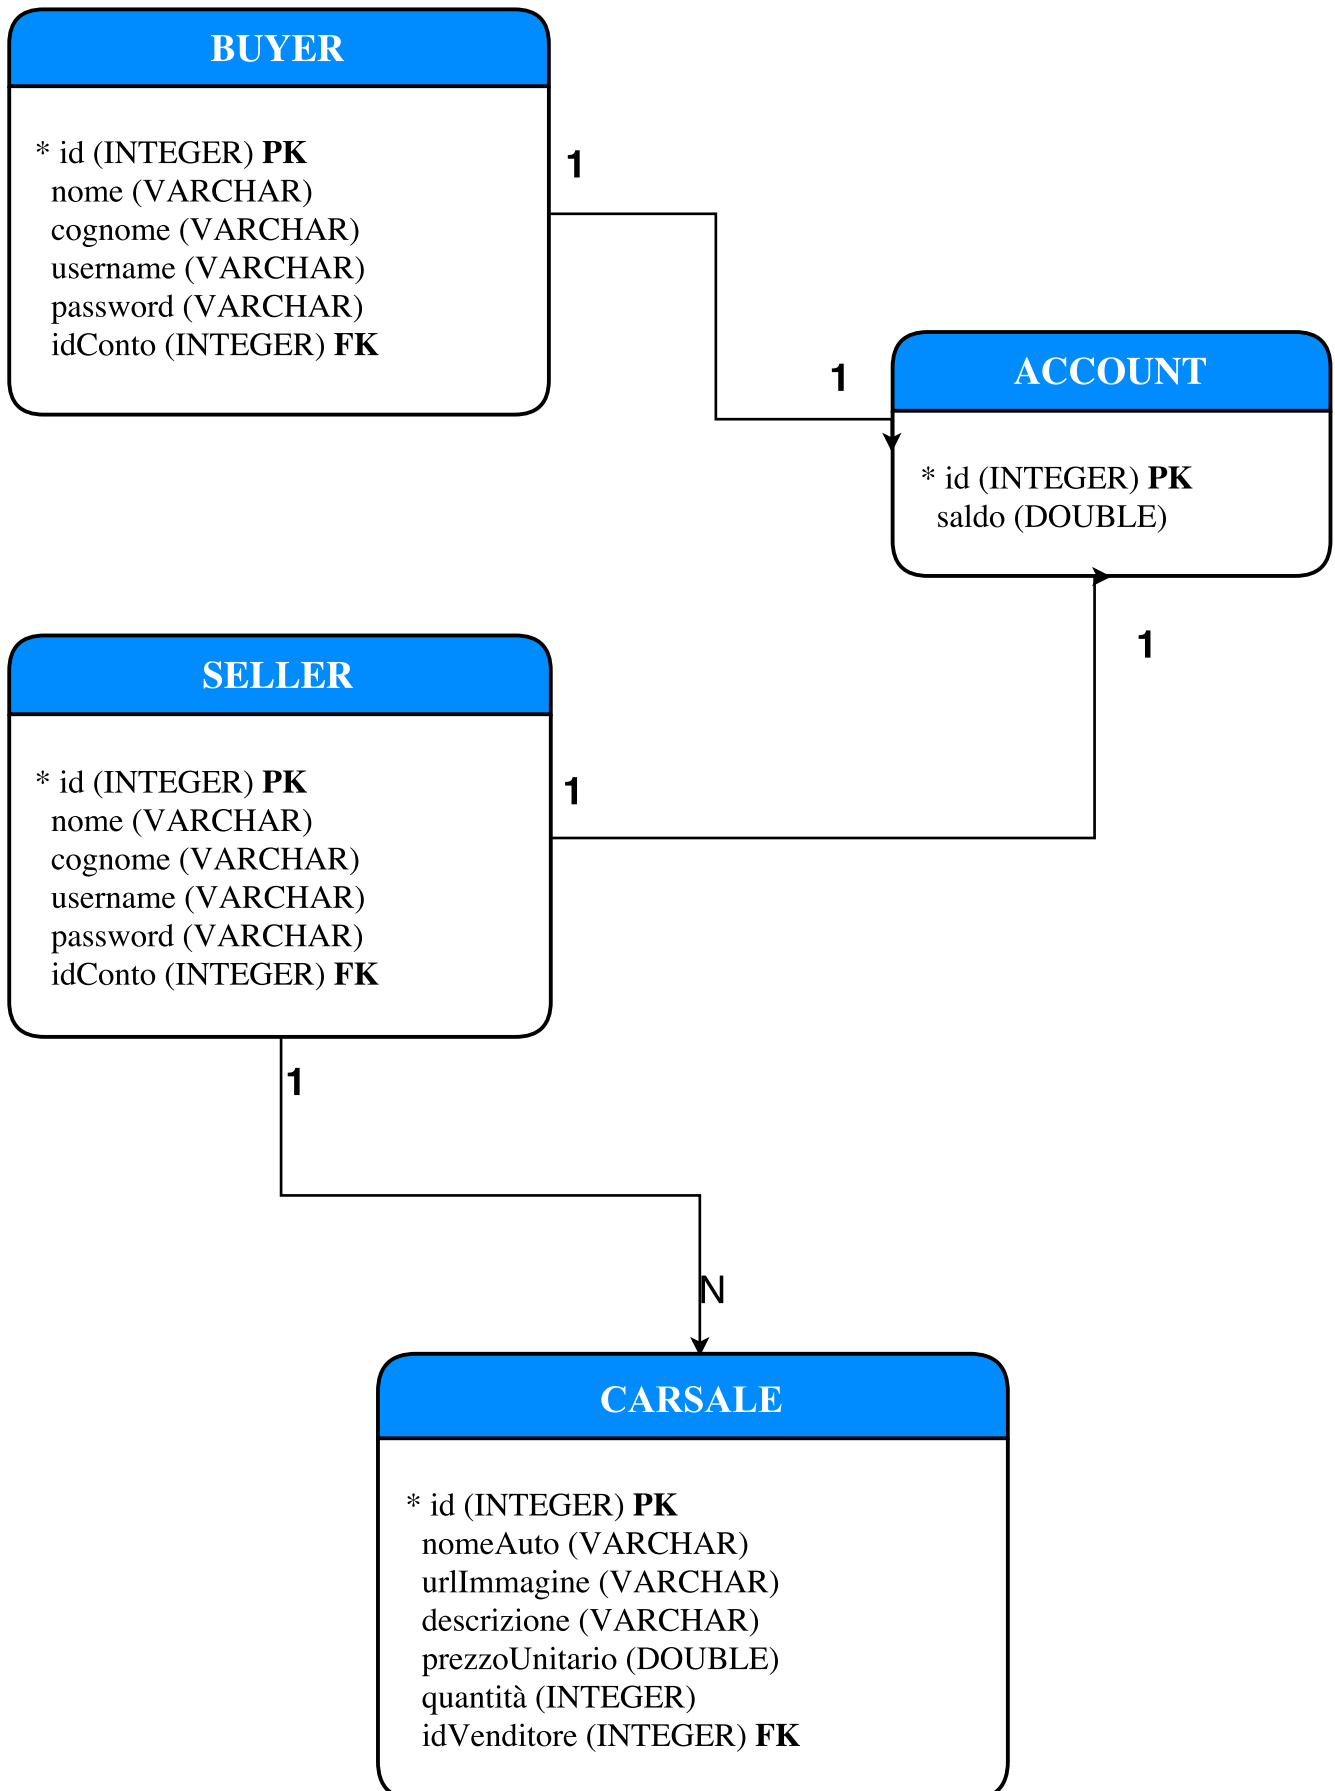 BUYER
* id (INTEGER) PK
nome (VARCHAR)
cognome (VARCHAR)
username (VARCHAR)
password (VARCHAR)
idConto (INTEGER) FK
1
1
ACCOUNT
* id (INTEGER) PK
saldo (DOUBLE)
1
SELLER
* id (INTEGER) PK
nome (VARCHAR)
cognome (VARCHAR)
username (VARCHAR)
password (VARCHAR)
idConto (INTEGER) FK
1
1
N
CARSALE
* id (INTEGER) PK
nomeAuto (VARCHAR)
urlImmagine (VARCHAR)
descrizione (VARCHAR)
prezzoUnitario (DOUBLE)
quantità (INTEGER)
idVenditore (INTEGER) FK